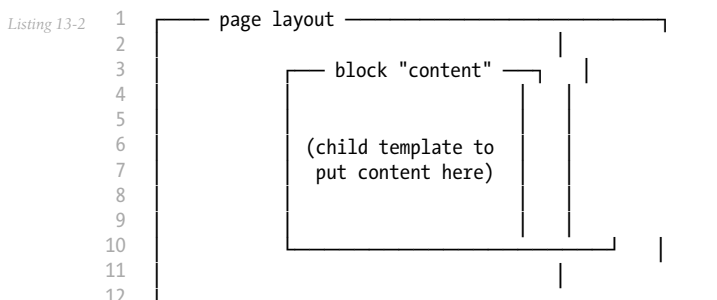 Listing 13-2
1 page layout
2
3 block "content"
4
5
6 (child template to
7 put content here)
8
9
10
11
12